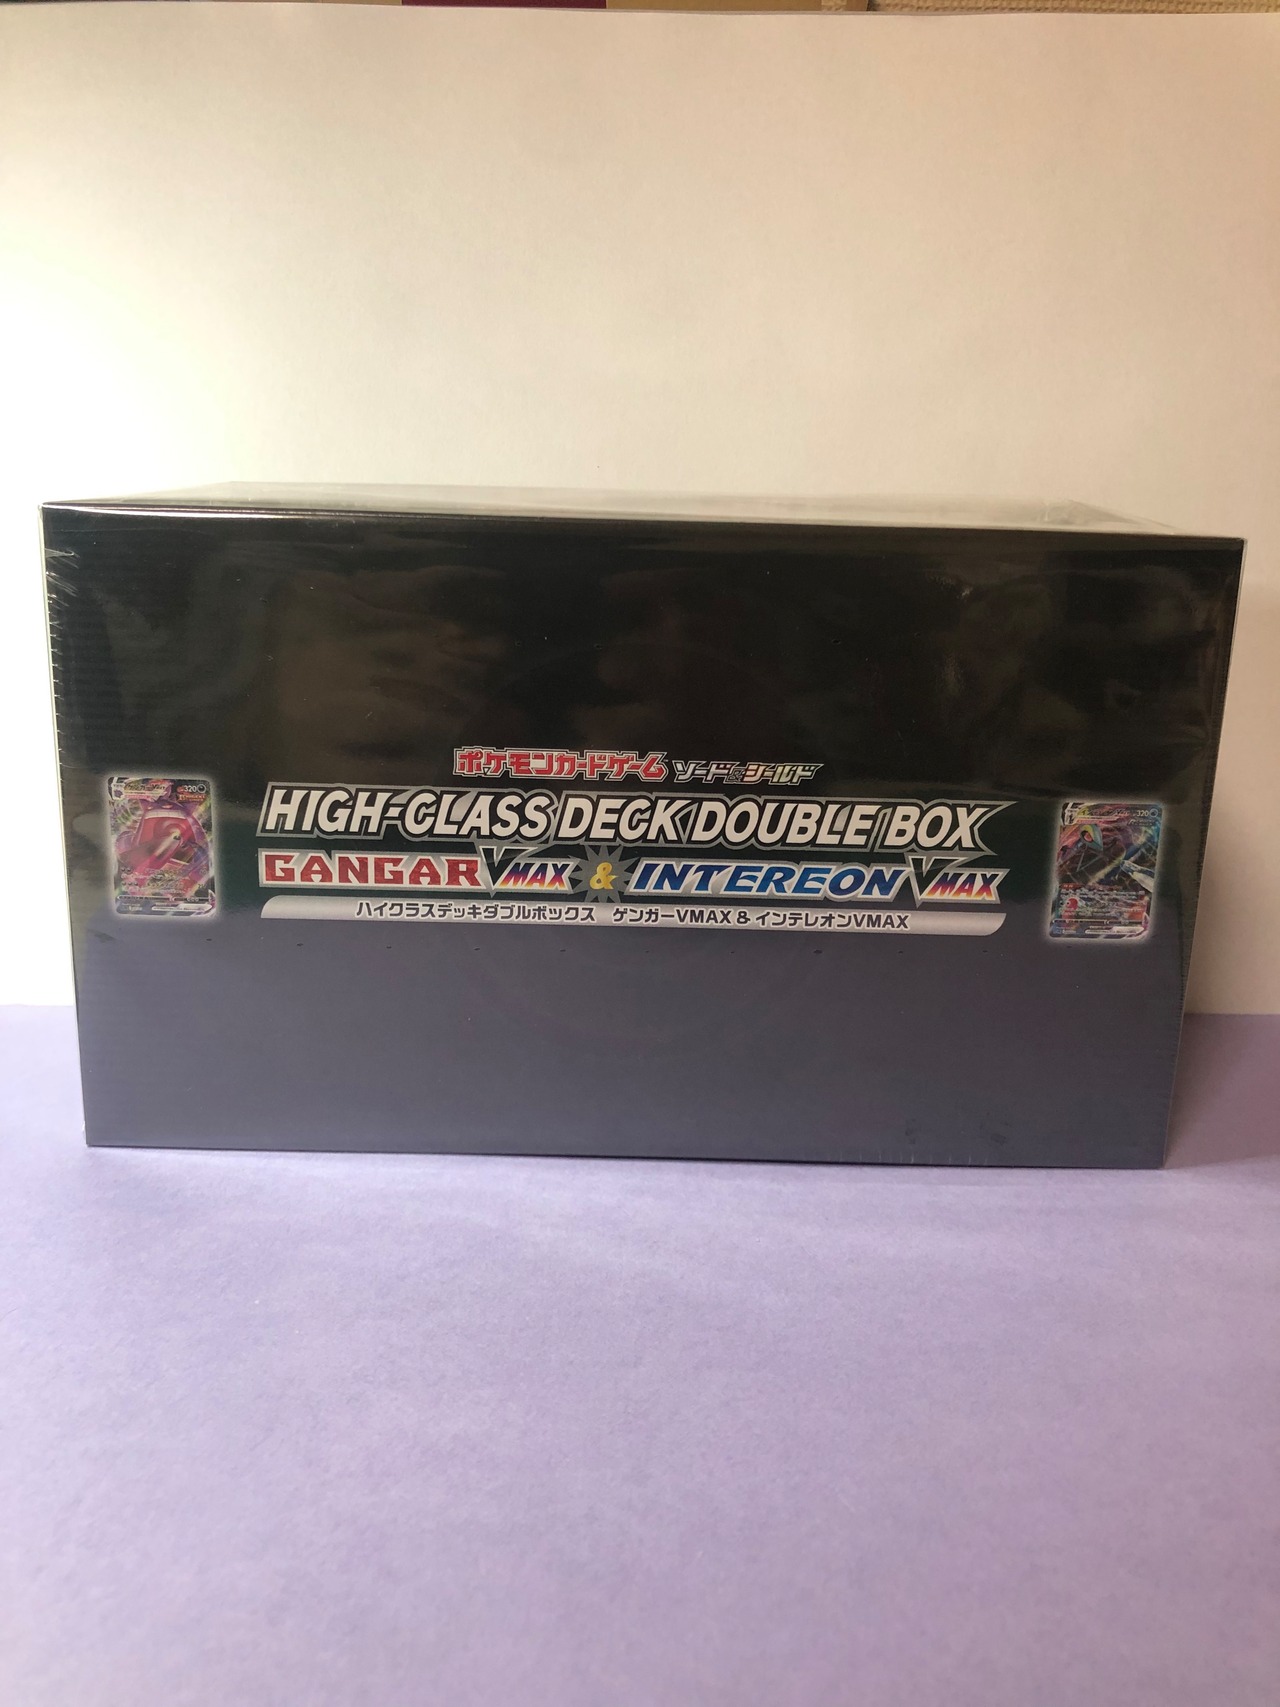 ポケモンカードゲーム ソード&シールド
HIGH-CLASS DECK DOUBLE BOX
GANGAR VMAX & INTEREON VMAX
ハイクラスデッキダブルボックス ゲンガーVMAX & インテレオンVMAX
320
320